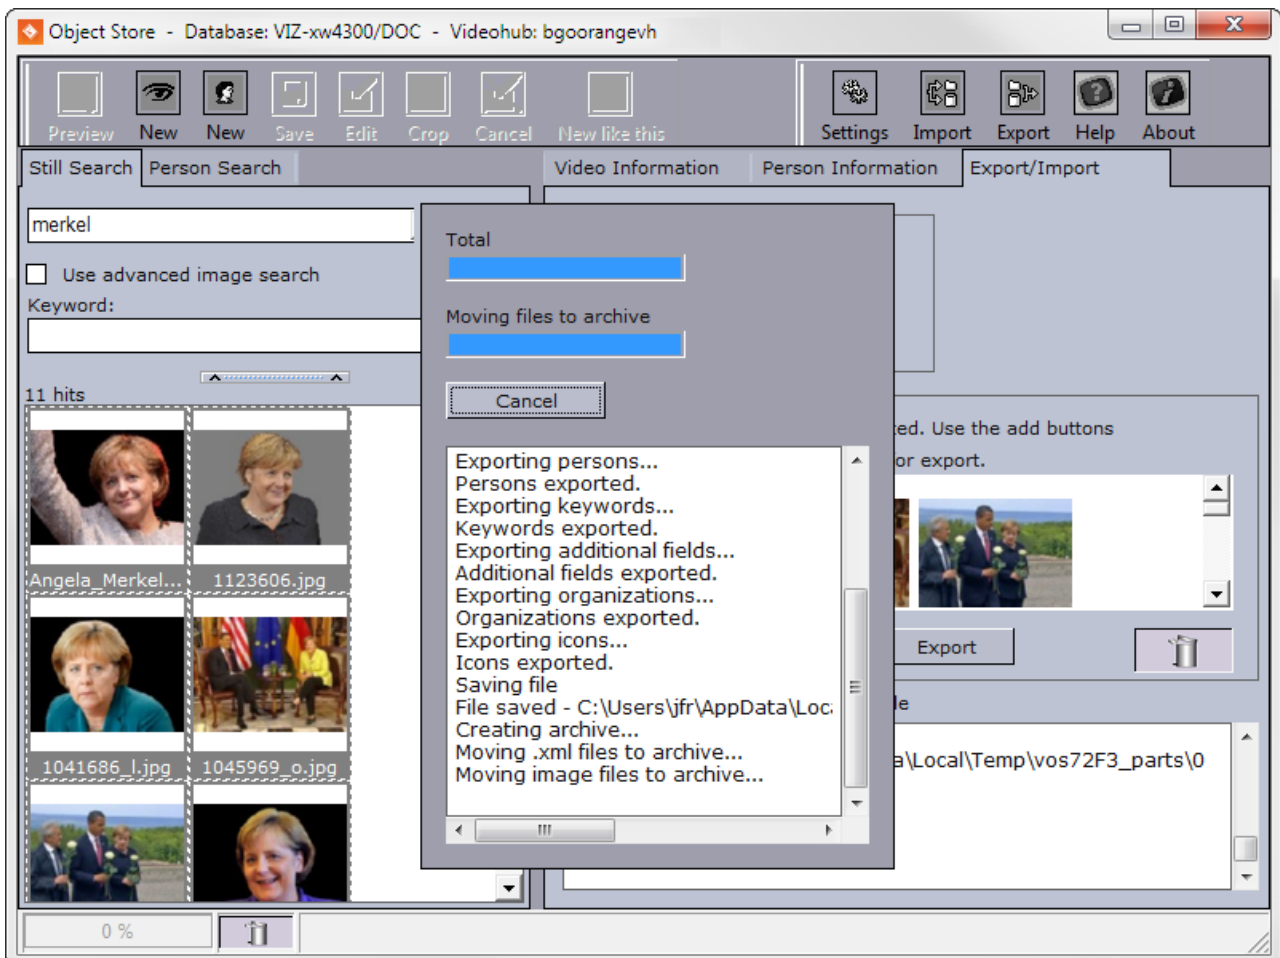 Object Store - Database: VIZ-xw4300/DOC - Videohub: bgoorangevh
Preview New New Save Edit Crop Cancel New like this Settings Import Export Help About
Still Search Person Search Video Information Person Information Export/Import
merkel
Use advanced image search
Keyword:
11 hits
Angela_Merkel... 1123606.jpg
1041686_l.jpg 1045969_o.jpg
Total
Moving files to archive
Cancel
Exporting persons...
Persons exported.
Exporting keywords...
Keywords exported.
Exporting additional fields...
Additional fields exported.
Exporting organizations...
Organizations exported.
Exporting icons...
Icons exported.
Saving file
File saved - C:\Users\jfr\AppData\Loc
Creating archive...
Moving .xml files to archive...
Moving image files to archive...
ed. Use the add buttons
or export.
Export
le
a\Local\Temp\vos72F3_parts\0
0 %